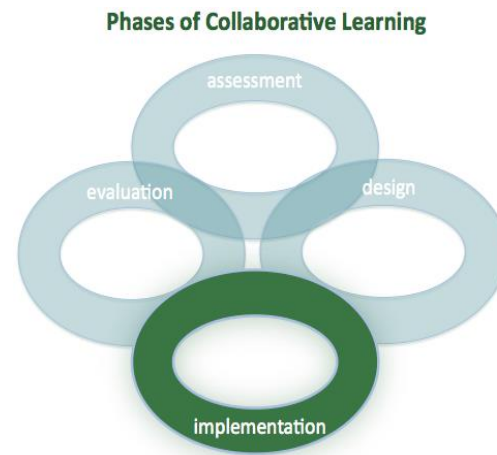 Phases of Collaborative Learning
assessment
evaluation
design
implementation